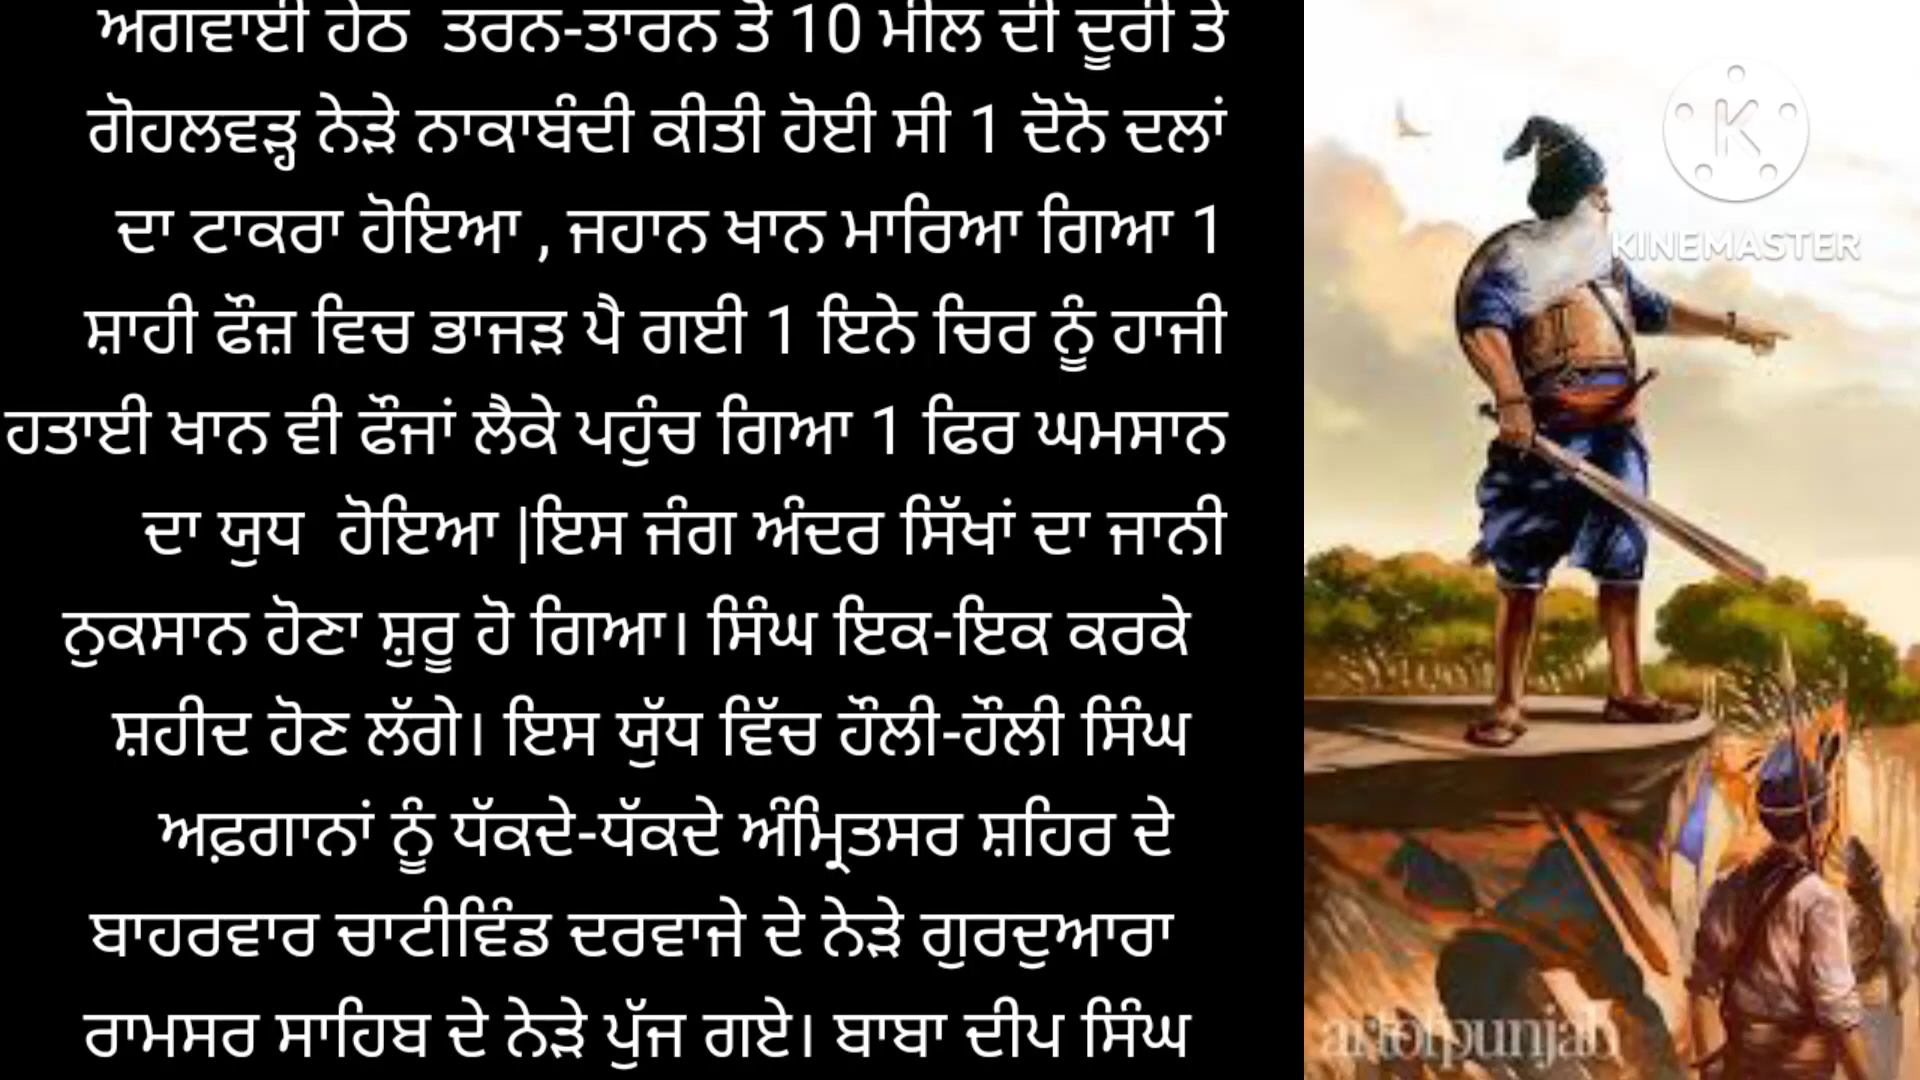 ਅਗਵਾਈ ਹੇਠ  ਤਰਨ-ਤਾਰਨ ਤੋਂ 10 ਮੀਲ ਦੀ ਦੂਰੀ ਤੇ
ਗੋਹਲਵੜ੍ਹ ਨੇੜੇ ਨਾਕਾਬੰਦੀ ਕੀਤੀ ਹੋਈ ਸੀ 1 ਦੋਨੋ ਦਲਾਂ
ਦਾ ਟਾਕਰਾ ਹੋਇਆ , ਜਹਾਨ ਖਾਨ ਮਾਰਿਆ ਗਿਆ 1
ਸ਼ਾਹੀ ਫੌਜ਼ ਵਿਚ ਭਾਜੜ ਪੈ ਗਈ 1 ਇਨੇ ਚਿਰ ਨੂੰ ਹਾਜੀ
ਹਤਾਈ ਖਾਨ ਵੀ ਫੌਜਾਂ ਲੈਕੇ ਪਹੁੰਚ ਗਿਆ 1 ਫਿਰ ਘਮਸਾਨ
ਦਾ ਯੁਧ  ਹੋਇਆ |ਇਸ ਜੰਗ ਅੰਦਰ ਸਿੱਖਾਂ ਦਾ ਜਾਨੀ
ਨੁਕਸਾਨ ਹੋਣਾ ਸ਼ੁਰੂ ਹੋ ਗਿਆ। ਸਿੰਘ ਇਕ-ਇਕ ਕਰਕੇ
ਸ਼ਹੀਦ ਹੋਣ ਲੱਗੇ। ਇਸ ਯੁੱਧ ਵਿੱਚ ਹੌਲੀ-ਹੌਲੀ ਸਿੰਘ
ਅਫ਼ਗਾਨਾਂ ਨੂੰ ਧੱਕਦੇ-ਧੱਕਦੇ ਅੰਮ੍ਰਿਤਸਰ ਸ਼ਹਿਰ ਦੇ
ਬਾਹਰਵਾਰ ਚਾਟੀਵਿੰਡ ਦਰਵਾਜੇ ਦੇ ਨੇੜੇ ਗੁਰਦੁਆਰਾ
ਰਾਮਸਰ ਸਾਹਿਬ ਦੇ ਨੇੜੇ ਪੁੱਜ ਗਏ। ਬਾਬਾ ਦੀਪ ਸਿੰਘ
K
KINEMASTER
artofpunjab